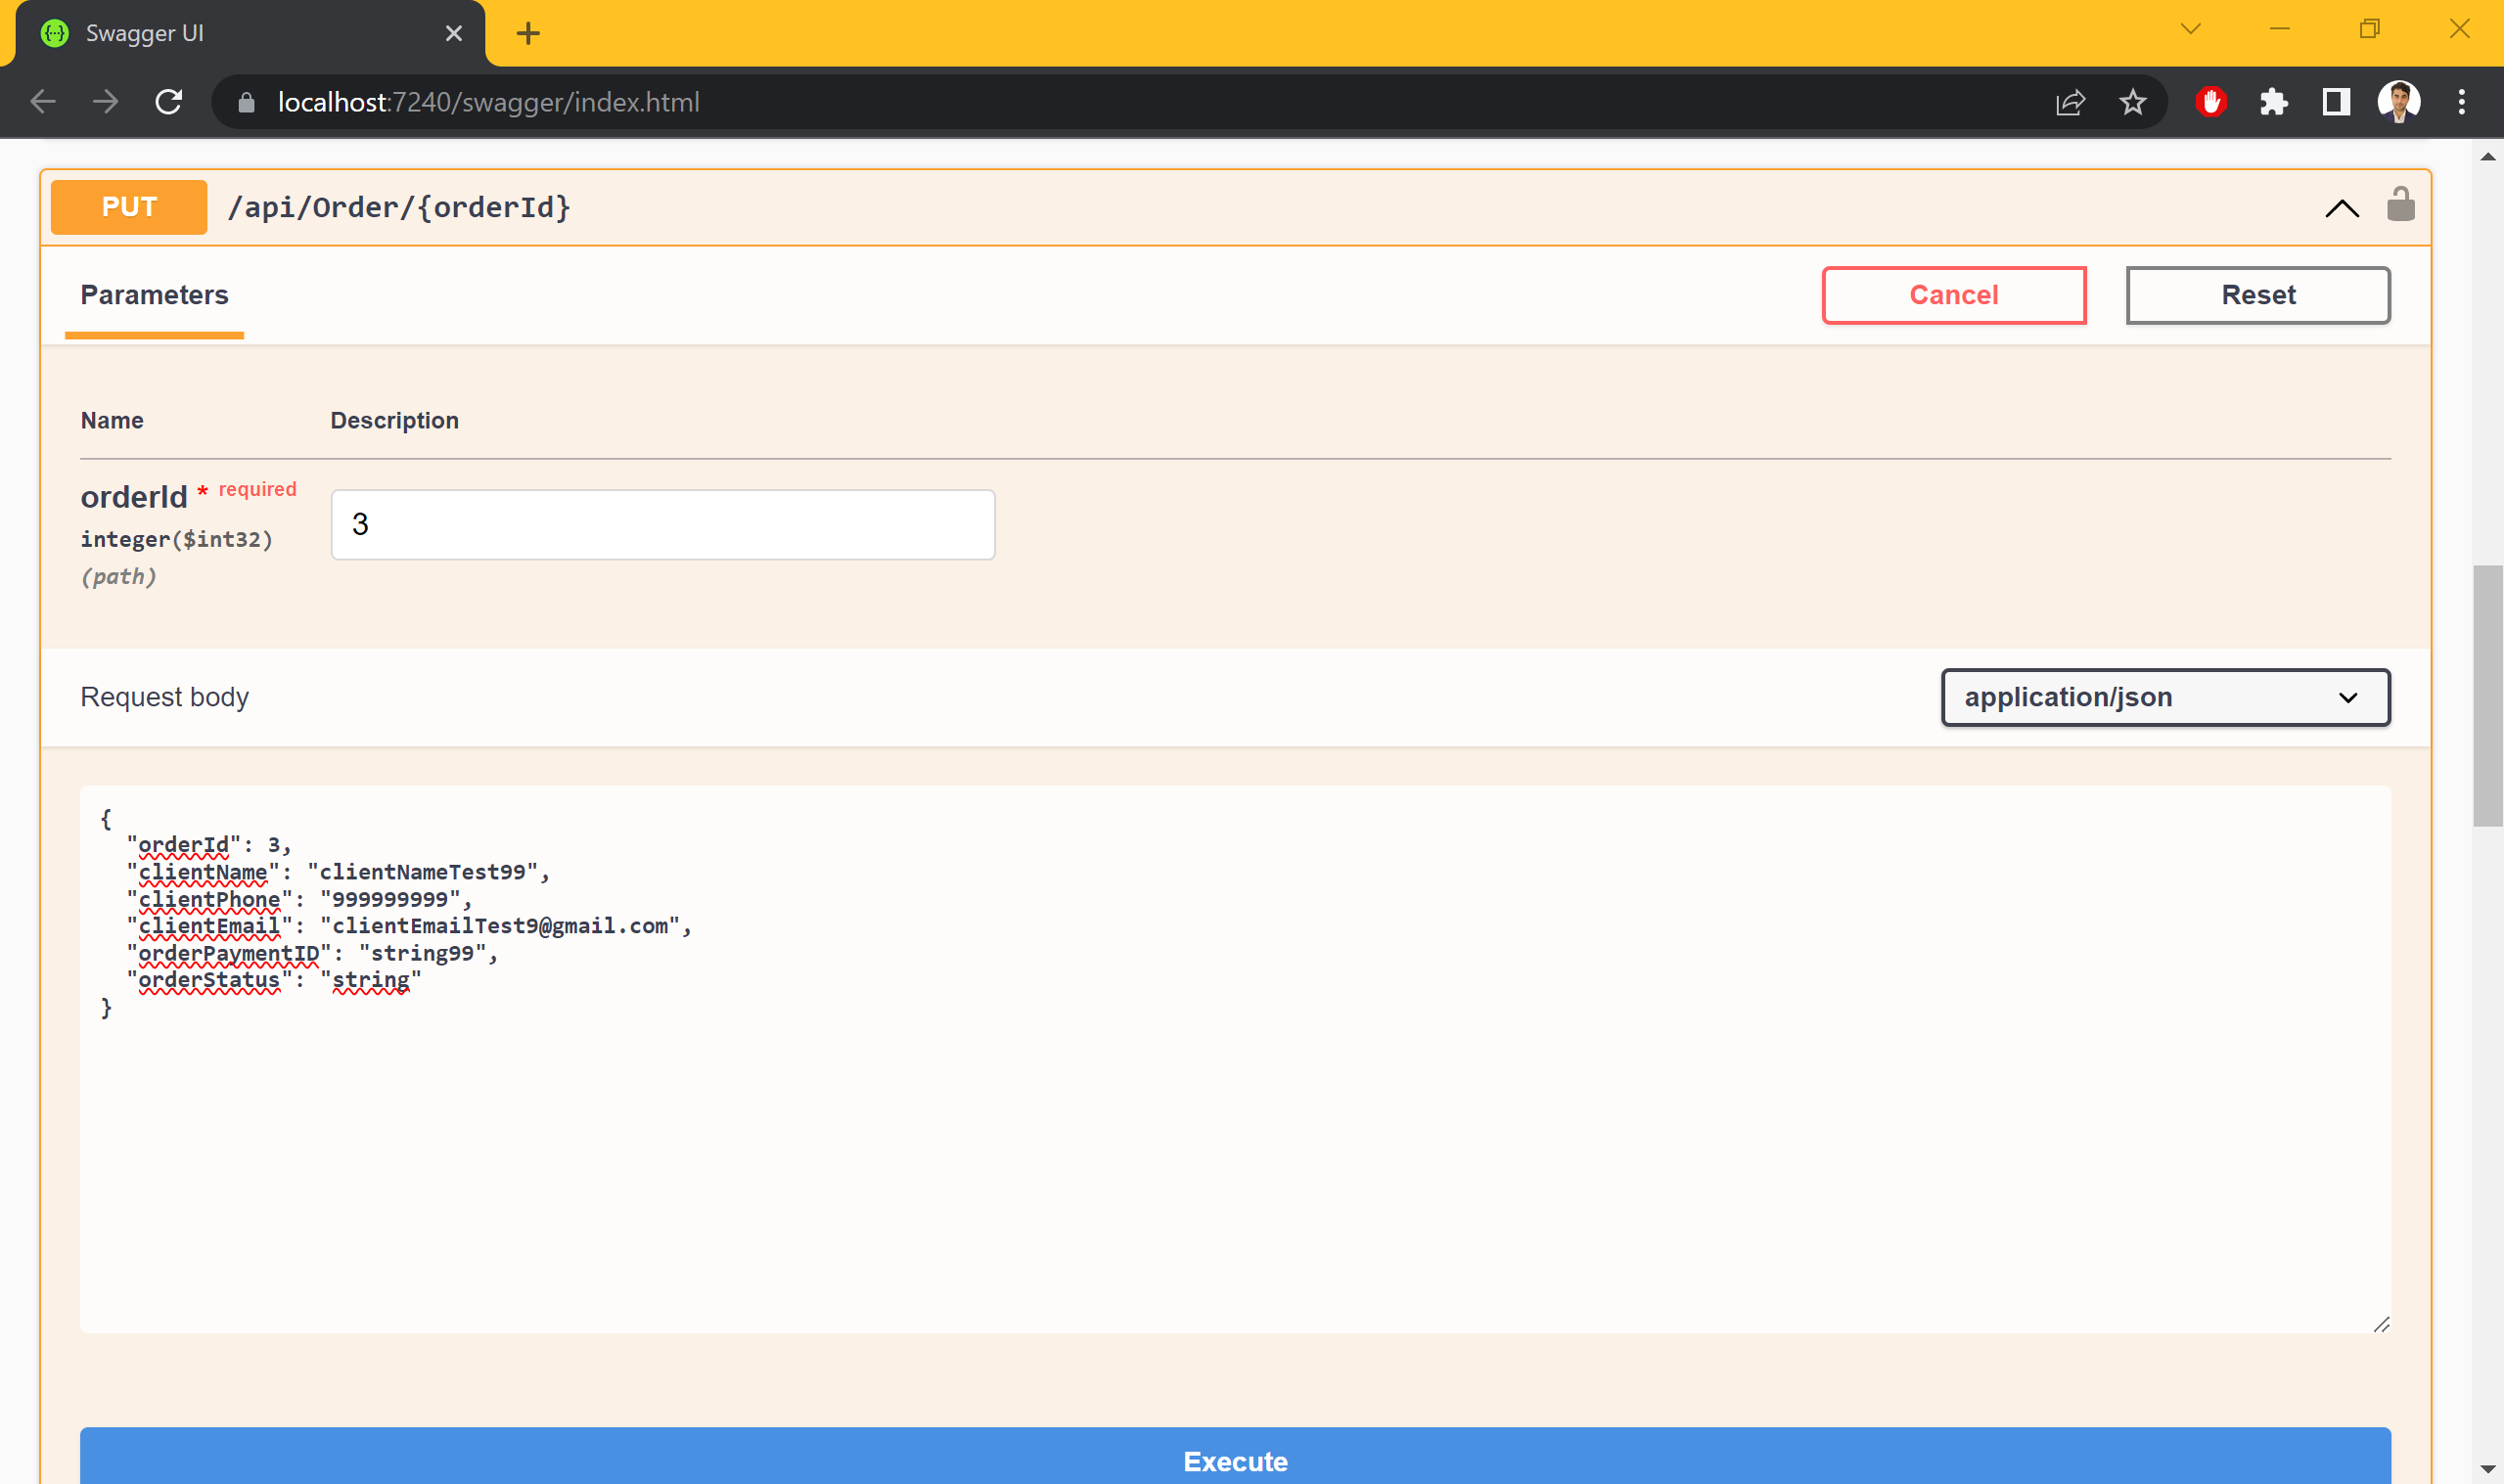 Swagger UI
localhost:7240/swagger/index.html
PUT /api/Order/{orderId}
Parameters Cancel Reset
Name Description
orderId * required
3
integer($int32)
(path)
Request body application/json
{
"orderId": 3,
"clientName": "clientNameTest99",
"clientPhone": "999999999",
"clientEmail": "clientEmailTest9@gmail.com",
"orderPaymentID": "string99",
"orderStatus": "string"
}
Execute